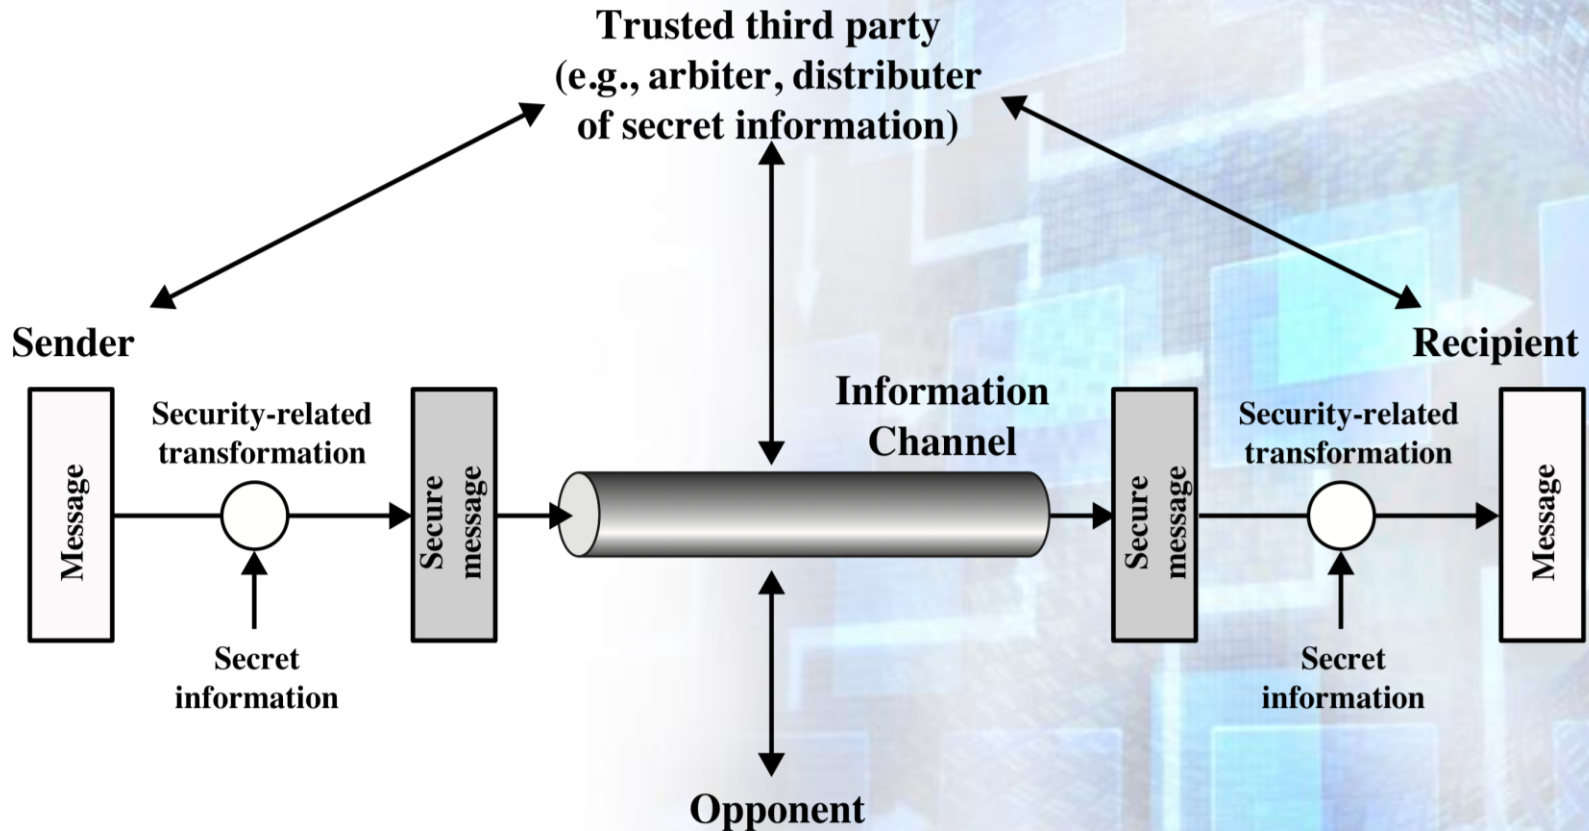 Trusted third party
(e.g., arbiter, distributer
of secret information)
Sender
Recipient
Information
Channel
Security-related
transformation
Security-related
transformation
Message
Secure
message
Secure
message
Message
Secret
information
Secret
information
Opponent